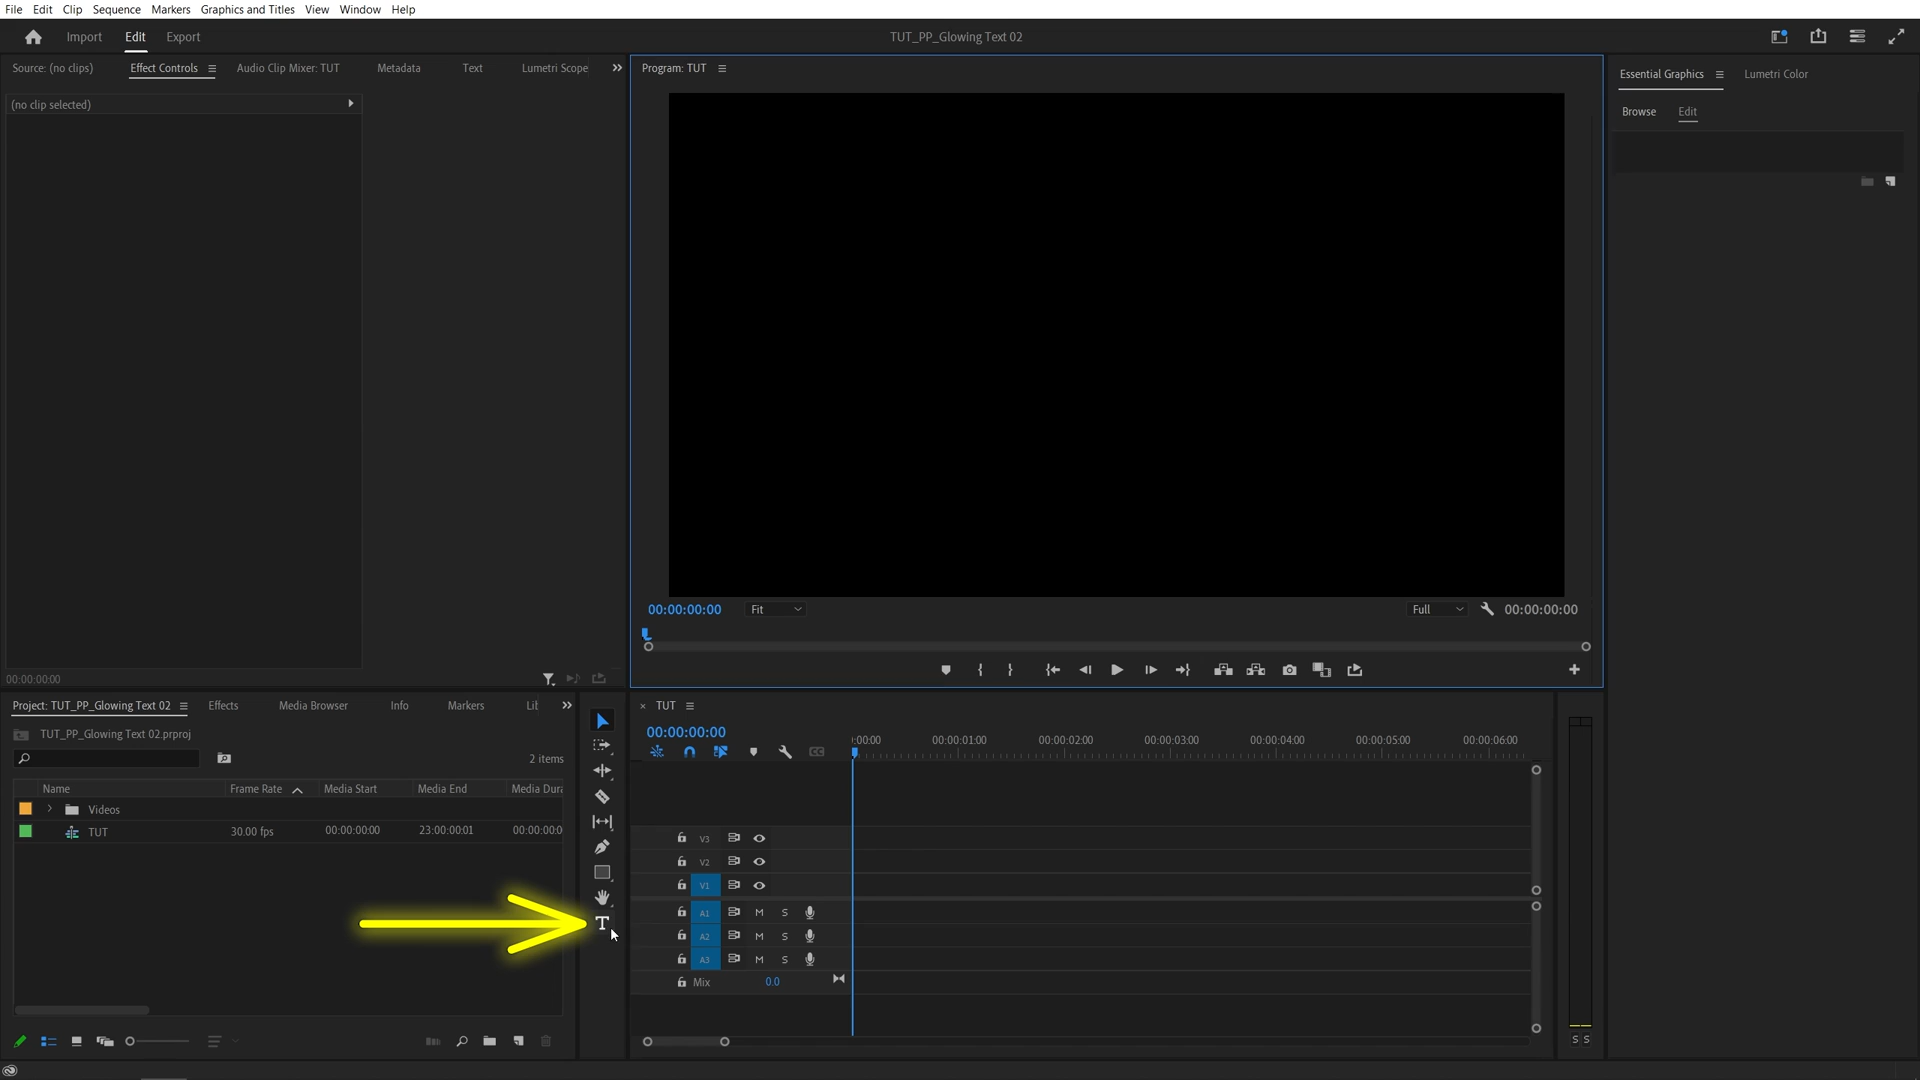 File Edit Clip Sequence Markers Graphics and Titles View Window Help
Import Edit Export TUT_PP_Glowing Text 02
Source: (no clips) Effect Controls Audio Clip Mixer: TUT Metadata Text Lumetri Scope
(no clip selected)
00:00:00:00
Program: TUT
00:00:00:00 Fit Full 00:00:00:00
Essential Graphics Lumetri Color
Browse Edit
Project: TUT_PP_Glowing Text 02 Effects Media Browser Info Markers Lib
TUT_PP_Glowing Text 02.prproj
2 items
Name Frame Rate Media Start Media End Media Dura
Videos
TUT 30.00 fps 00:00:00:00 23:00:00:01 00:00:00:0
T
TUT
00:00:00:00
:00:00 00:00:01:00 00:00:02:00 00:00:03:00 00:00:04:00 00:00:05:00 00:00:06:00
V3
V2
V1
A1 M S
A2 M S
A3 M S
Mix 0.0
S S